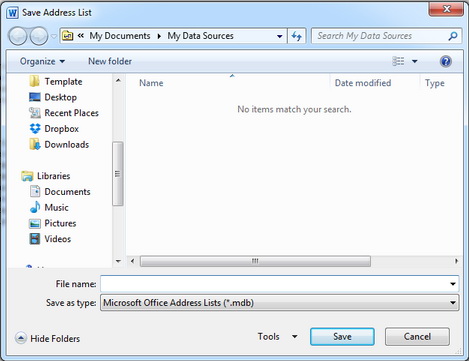 Save Address List
My Documents My Data Sources Search My Data Sources
Organize New folder
Template
Desktop
Recent Places
Dropbox
Downloads
Libraries
Documents
Music
Pictures
Videos
Name Date modified Type
No items match your search.
File name:
Save as type: Microsoft Office Address Lists (*.mdb)
Hide Folders Tools Save Cancel